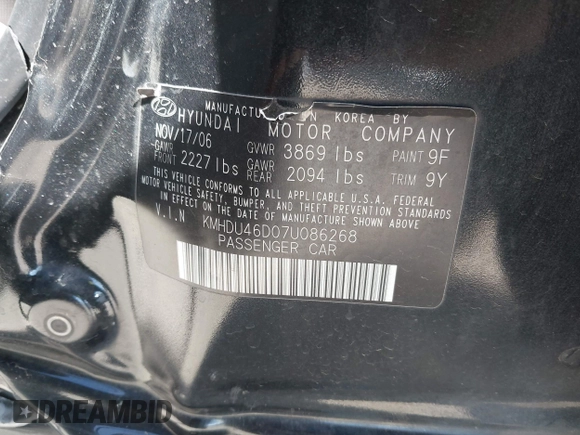 MANUFACTURED IN KOREA BY
HYUNDAI MOTOR COMPANY
NOV/17/06 GVWR 3869 lbs PAINT 9F
GAWR FRONT 2227 lbs GAWR REAR 2094 lbs TRIM 9Y
THIS VEHICLE CONFORMS TO ALL APPLICABLE U.S.A. FEDERAL
MOTOR VEHICLE SAFETY, BUMPER, AND THEFT PREVENTION STANDARDS
IN EFFECT ON THE DATE OF MANUFACTURE SHOWN ABOVE
V.I.N KMHDU46D07U086268
PASSENGER CAR
DREAMBID